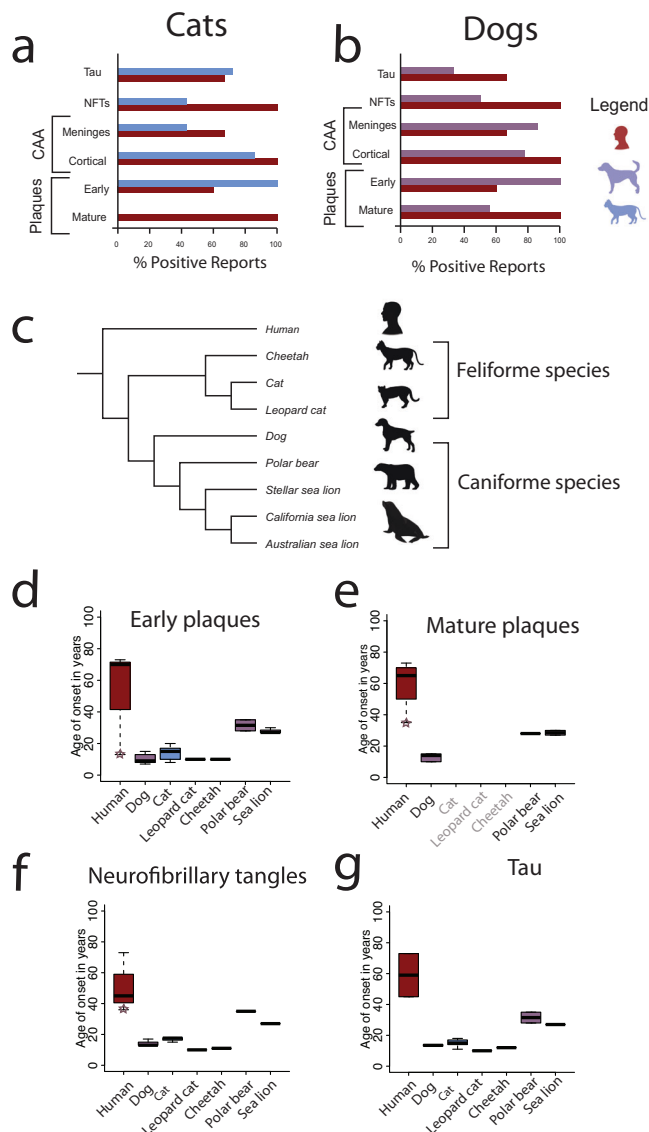 Cats
Dogs
a
b
Tau
NFTs
CAA
Meninges
Cortical
Plaques
Early
Mature
0 20 40 60 80 100
% Positive Reports
Tau
NFTs
CAA
Meninges
Cortical
Plaques
Early
Mature
0 20 40 60 80 100
% Positive Reports
Legend
c
Human
Cheetah
Cat
Leopard cat
Dog
Polar bear
Stellar sea lion
California sea lion
Australian sea lion
Feliforme species
Caniforme species
d
Early plaques
Age of onset in years
0 20 40 60 80 100
Human
Dog
Cat
Leopard cat
Cheetah
Polar bear
Sea lion
e
Mature plaques
Age of onset in years
0 20 40 60 80 100
Human
Dog
Cat
Leopard cat
Cheetah
Polar bear
Sea lion
f
Neurofibrillary tangles
Age of onset in years
0 20 40 60 80 100
Human
Dog
Cat
Leopard cat
Cheetah
Polar bear
Sea lion
g
Tau
Age of onset in years
0 20 40 60 80 100
Human
Dog
Cat
Leopard cat
Cheetah
Polar bear
Sea lion